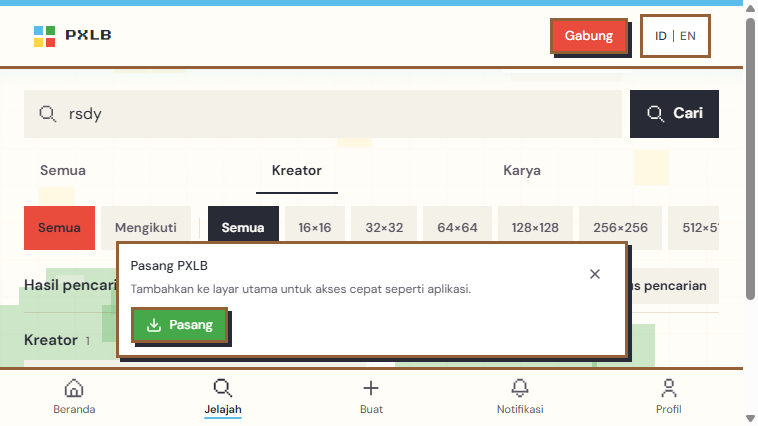 PXLB
Gabung
ID | EN
rsdy
Cari
Semua
Kreator
Karya
Semua
Mengikuti
Semua
16×16
32×32
64×64
128×128
256×256
Hasil
Pasang PXLB
Tambahkan ke layar utama untuk akses cepat seperti aplikasi.
Pasang
pencarian
Kreator 1
Beranda
Jelajah
Buat
Notifikasi
Profil